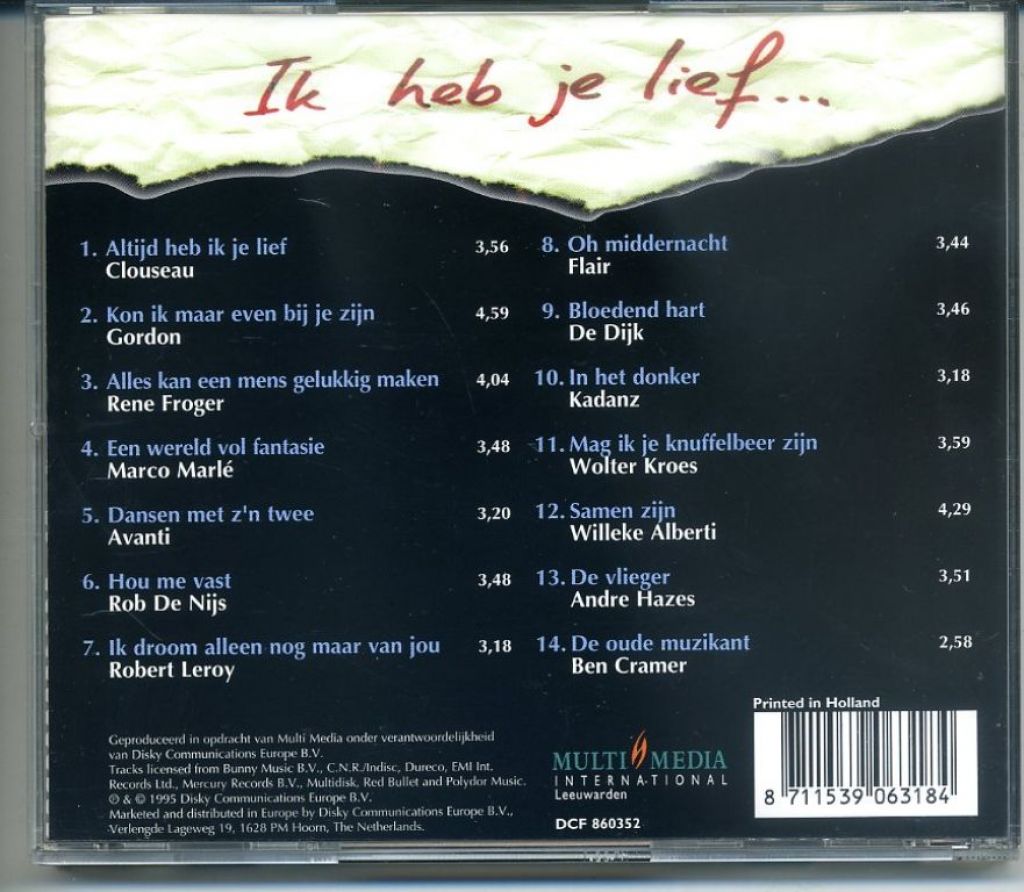 Ik heb je lief...
1. Altijd heb ik je lief 3,56
Clouseau
2. Kon ik maar even bij je zijn 4,59
Gordon
3. Alles kan een mens gelukkig maken 4,04
Rene Froger
4. Een wereld vol fantasie 3,48
Marco Marlé
5. Dansen met z'n twee 3,20
Avanti
6. Hou me vast 3,48
Rob De Nijs
7. Ik droom alleen nog maar van jou 3,18
Robert Leroy
8. Oh middernacht 3,44
Flair
9. Bloedend hart 3,46
De Dijk
10. In het donker 3,18
Kadanz
11. Mag ik je knuffelbeer zijn 3,59
Wolter Kroes
12. Samen zijn 4,29
Willeke Alberti
13. De vlieger 3,51
Andre Hazes
14. De oude muzikant 2,58
Ben Cramer
Geproduceerd in opdracht van Multi Media onder verantwoordelijkheid
van Disky Communications Europe B.V.
Tracks licensed from Bunny Music B.V., C.N.R./Indisc, Dureco, EMI Int.
Records Ltd., Mercury Records B.V., Multidisk, Red Bullet and Polydor Music.
℗ & © 1995 Disky Communications Europe B.V.
Marketed and distributed in Europe by Disky Communications Europe B.V.,
Verlengde Lageweg 19, 1628 PM Hoorn, The Netherlands.
MULTI MEDIA
INTERNATIONAL
Leeuwarden
DCF 860352
Printed in Holland
8 711539 063184